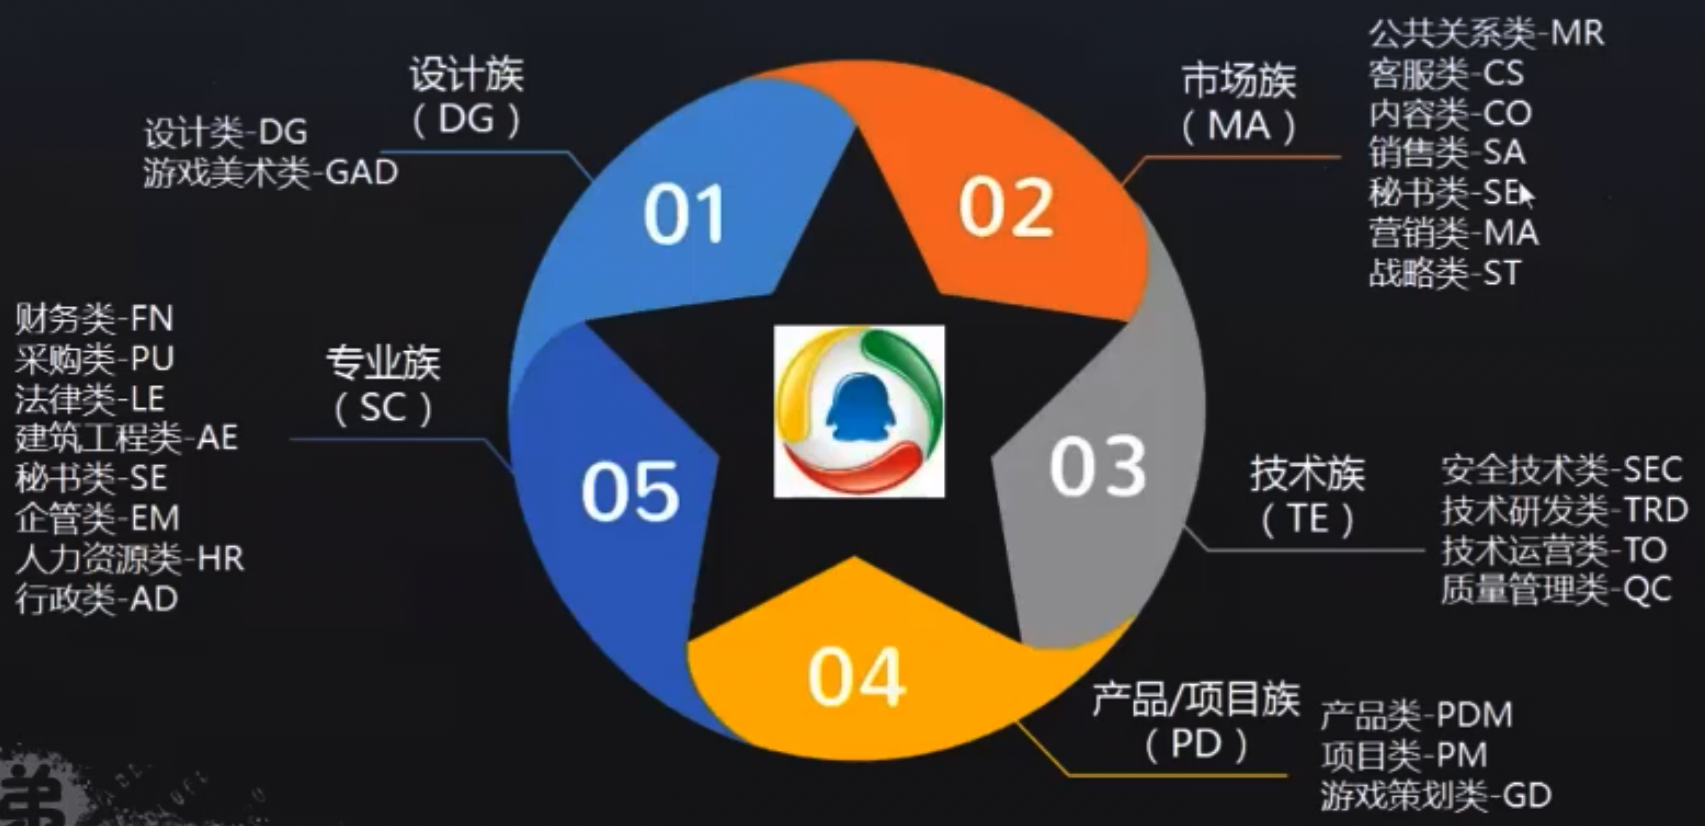 设计族
（DG）
设计类-DG
游戏美术类-GAD
01
市场族
（MA）
公共关系类-MR
客服类-CS
内容类-CO
销售类-SA
秘书类-SE
营销类-MA
战略类-ST
02
技术族
（TE）
安全技术类-SEC
技术研发类-TRD
技术运营类-TO
质量管理类-QC
03
产品/项目族
（PD）
产品类-PDM
项目类-PM
游戏策划类-GD
04
专业族
（SC）
财务类-FN
采购类-PU
法律类-LE
建筑工程类-AE
秘书类-SE
企管类-EM
人力资源类-HR
行政类-AD
05
弟